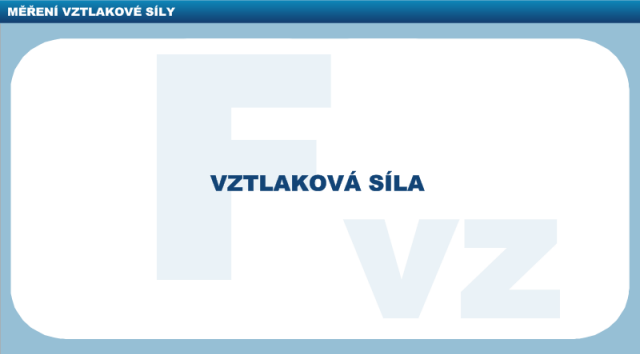 MĚŘENÍ VZTLAKOVÉ SÍLY
F
VZTLAKOVÁ SÍLA
vz